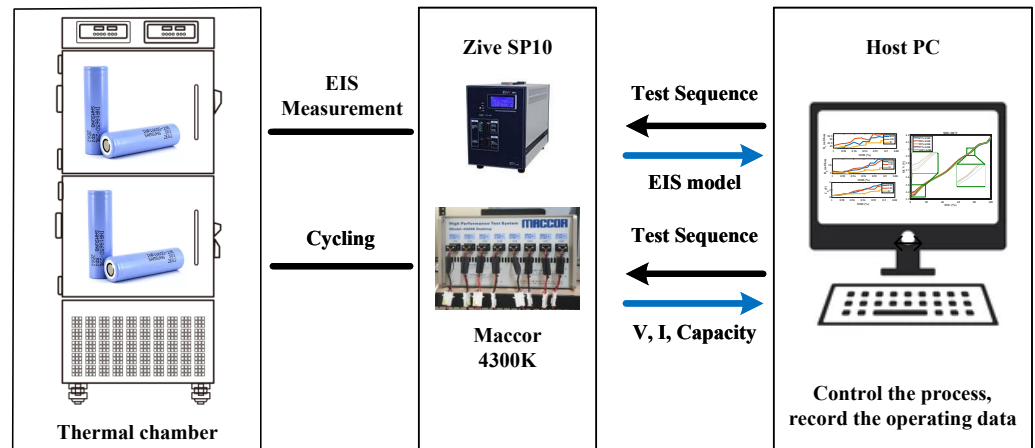 Zive SP10
Host PC
EIS
Measurement
Test Sequence
EIS model
High Performance Test System
MACCOR
Cycling
Test Sequence
V, I, Capacity
Maccor
4300K
Control the process,
record the operating data
Thermal chamber